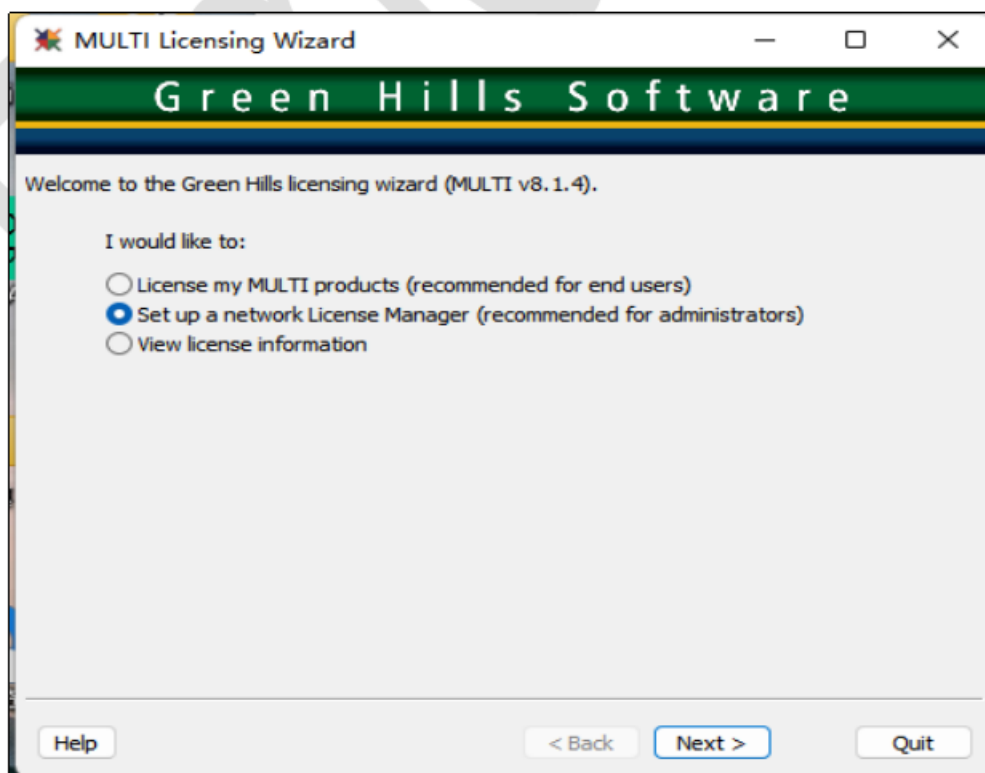 MULTI Licensing Wizard
Green Hills Software
Welcome to the Green Hills licensing wizard (MULTI v8.1.4).
I would like to:
License my MULTI products (recommended for end users)
Set up a network License Manager (recommended for administrators)
View license information
Help
< Back
Next >
Quit